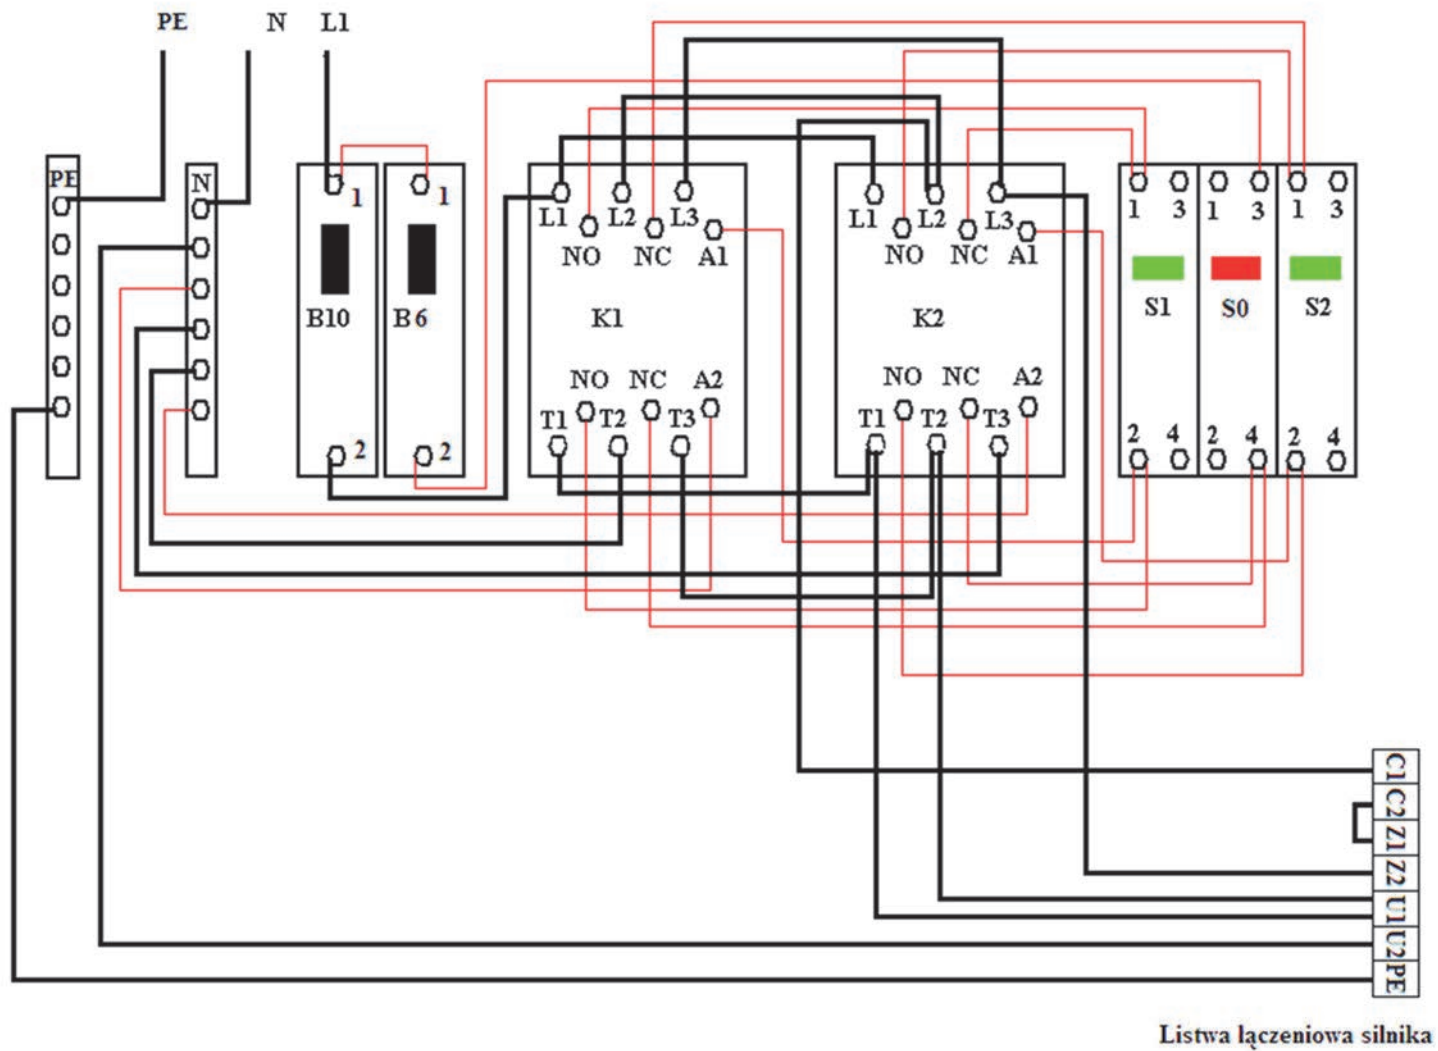 PE N L1
PE N 1 1
L1 L2 L3 L1 L2 L3 1 3 1 3 1 3
NO NC A1 NO NC A1
B10 B6 K1 K2 S1 S0 S2
NO NC A2 NO NC A2
T1 T2 T3 T1 T2 T3
2 2 2 4 2 4 2 4
C1
C2
Z1
Z2
U1
U2
PE
Listwa łączeniowa silnika